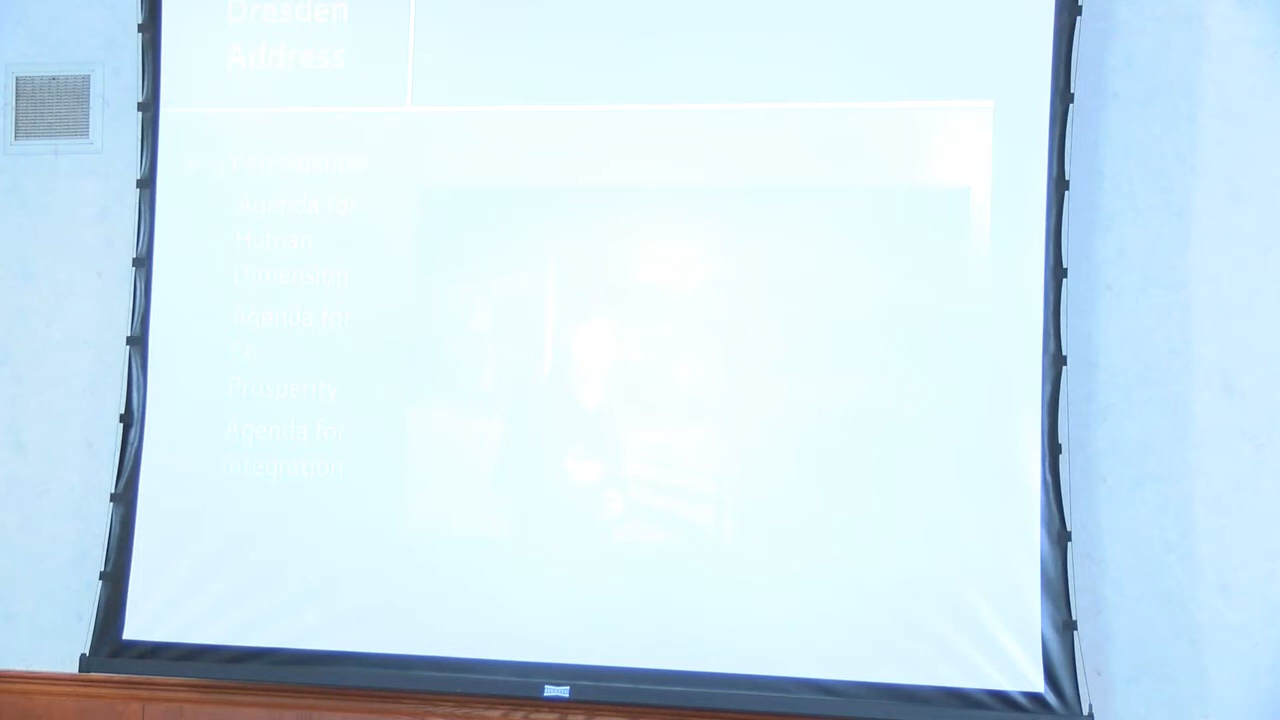 Dresden
Address
Agenda for
Human
Dimension
Agenda for
Prosperity
Agenda for
Integration